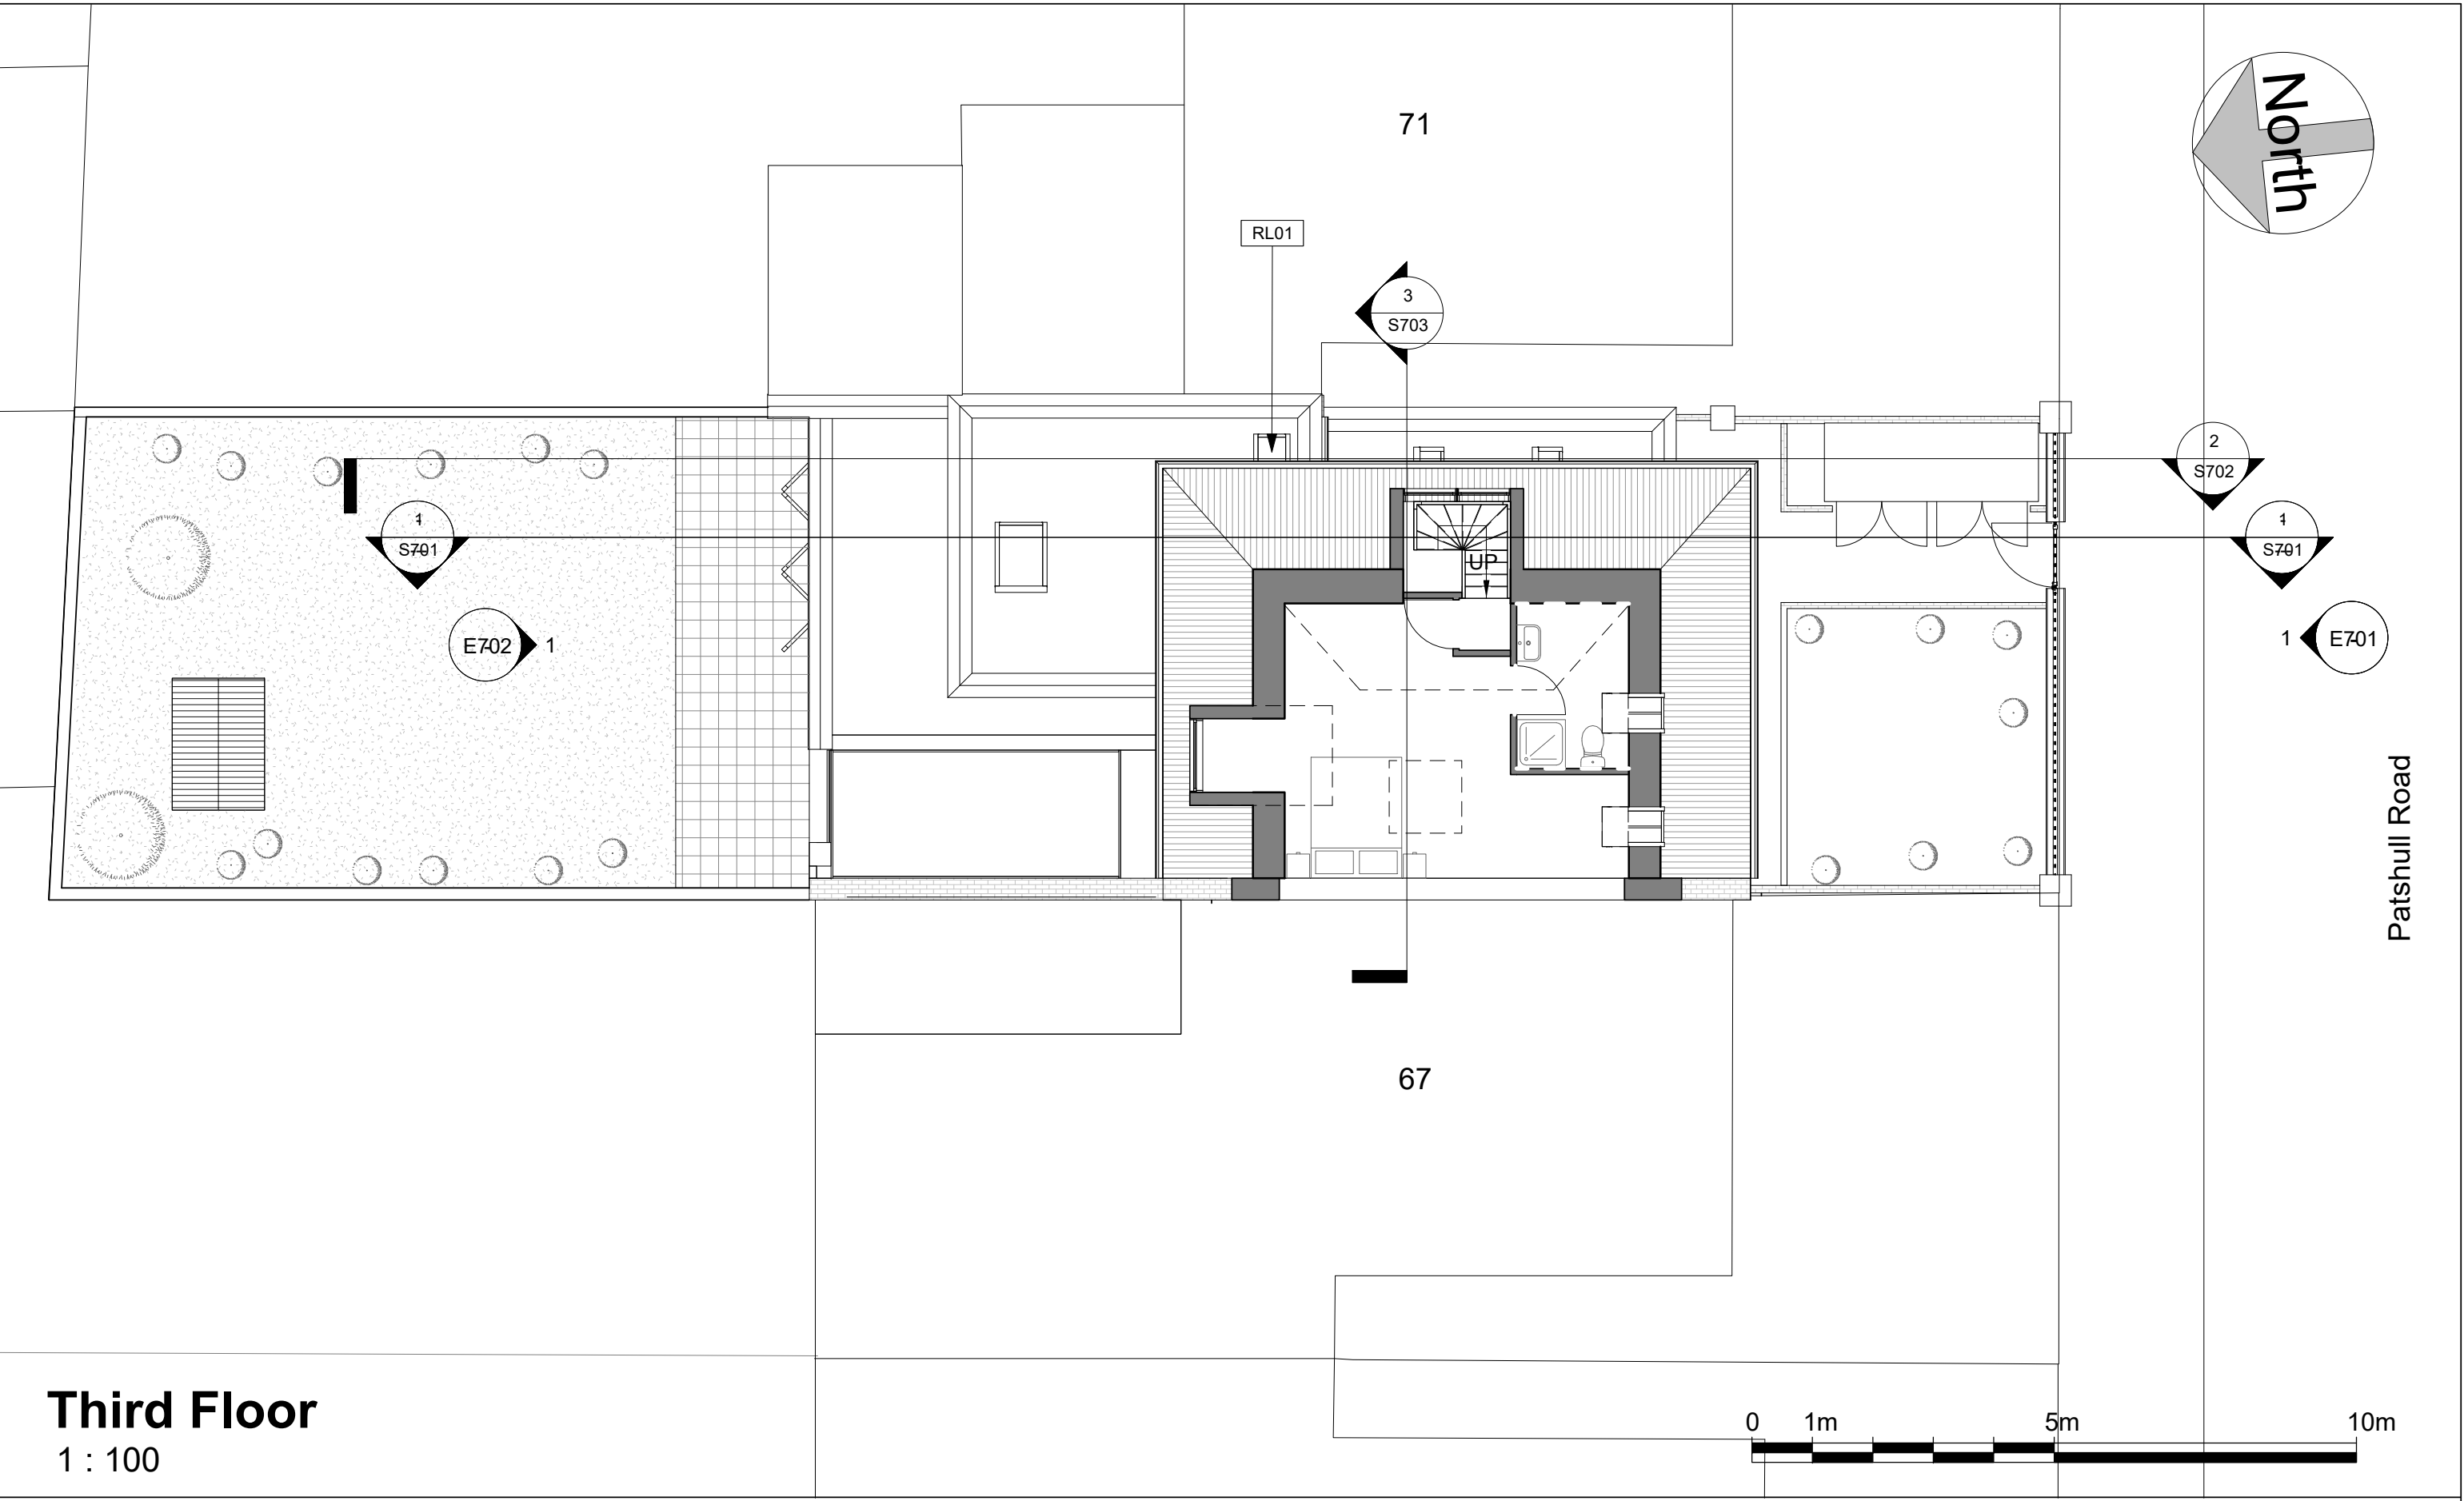 71
North
RL01
3
S703
2
S702
1
S701
1
S701
UP
E702
1
1
E701
Patshull Road
67
Third Floor
1 : 100
0 1m 5m 10m